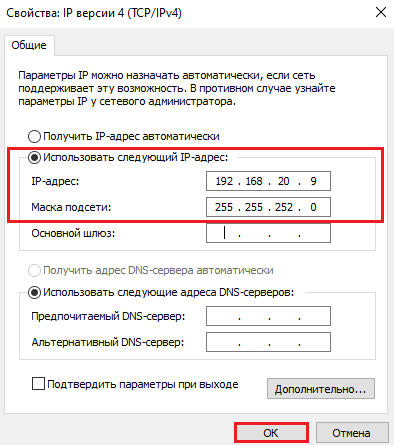 Свойства: IP версии 4 (TCP/IPv4)
Общие
Параметры IP можно назначать автоматически, если сеть
поддерживает эту возможность. В противном случае узнайте
параметры IP у сетевого администратора.
Получить IP-адрес автоматически
Использовать следующий IP-адрес:
IP-адрес: 192 . 168 . 20 . 9
Маска подсети: 255 . 255 . 252 . 0
Основной шлюз: . . .
Получить адрес DNS-сервера автоматически
Использовать следующие адреса DNS-серверов:
Предпочитаемый DNS-сервер: . . .
Альтернативный DNS-сервер: . . .
Подтвердить параметры при выходе
Дополнительно...
ОК Отмена